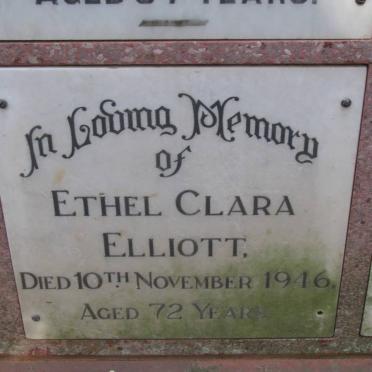 In Loving Memory
of
ETHEL CLARA
ELLIOTT,
DIED 10TH NOVEMBER 1946,
AGED 72 YEARS.